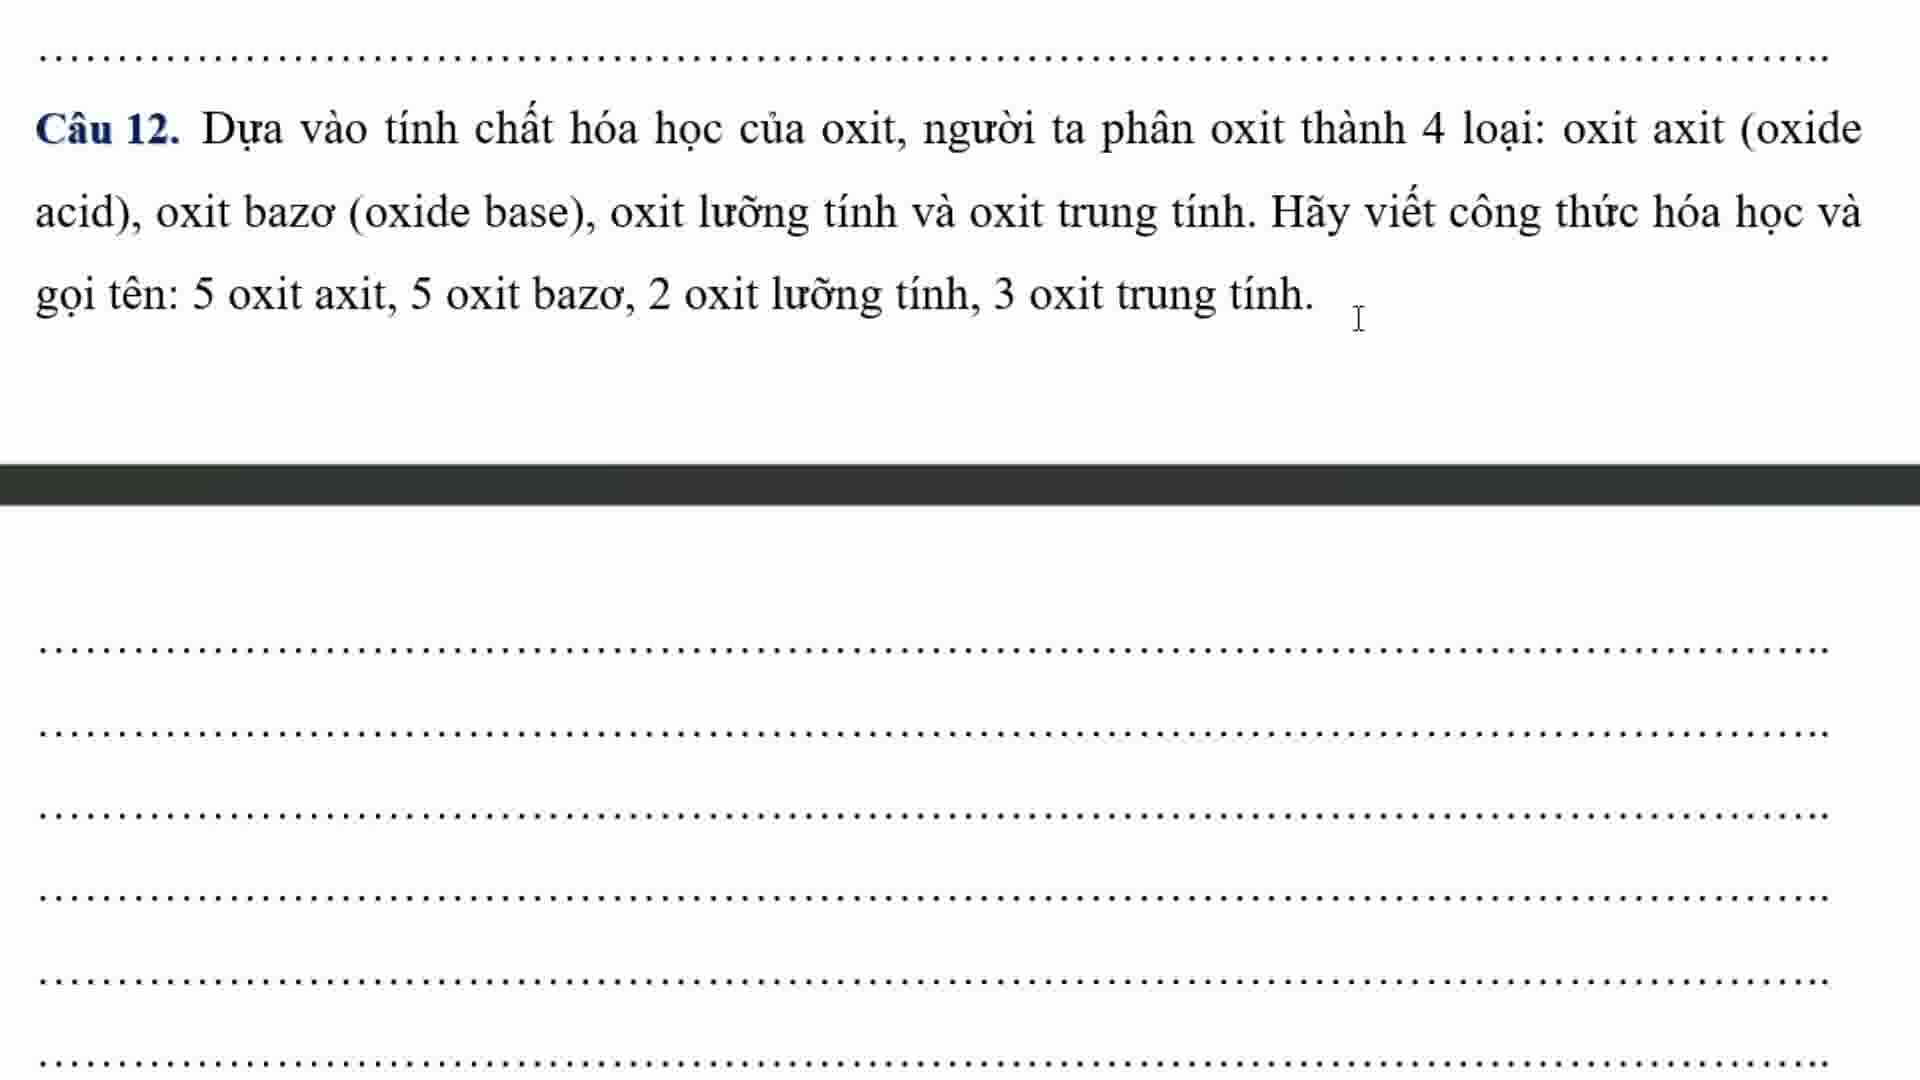 Câu 12. Dựa vào tính chất hóa học của oxit, người ta phân oxit thành 4 loại: oxit axit (oxide
acid), oxit bazơ (oxide base), oxit lưỡng tính và oxit trung tính. Hãy viết công thức hóa học và
gọi tên: 5 oxit axit, 5 oxit bazơ, 2 oxit lưỡng tính, 3 oxit trung tính.